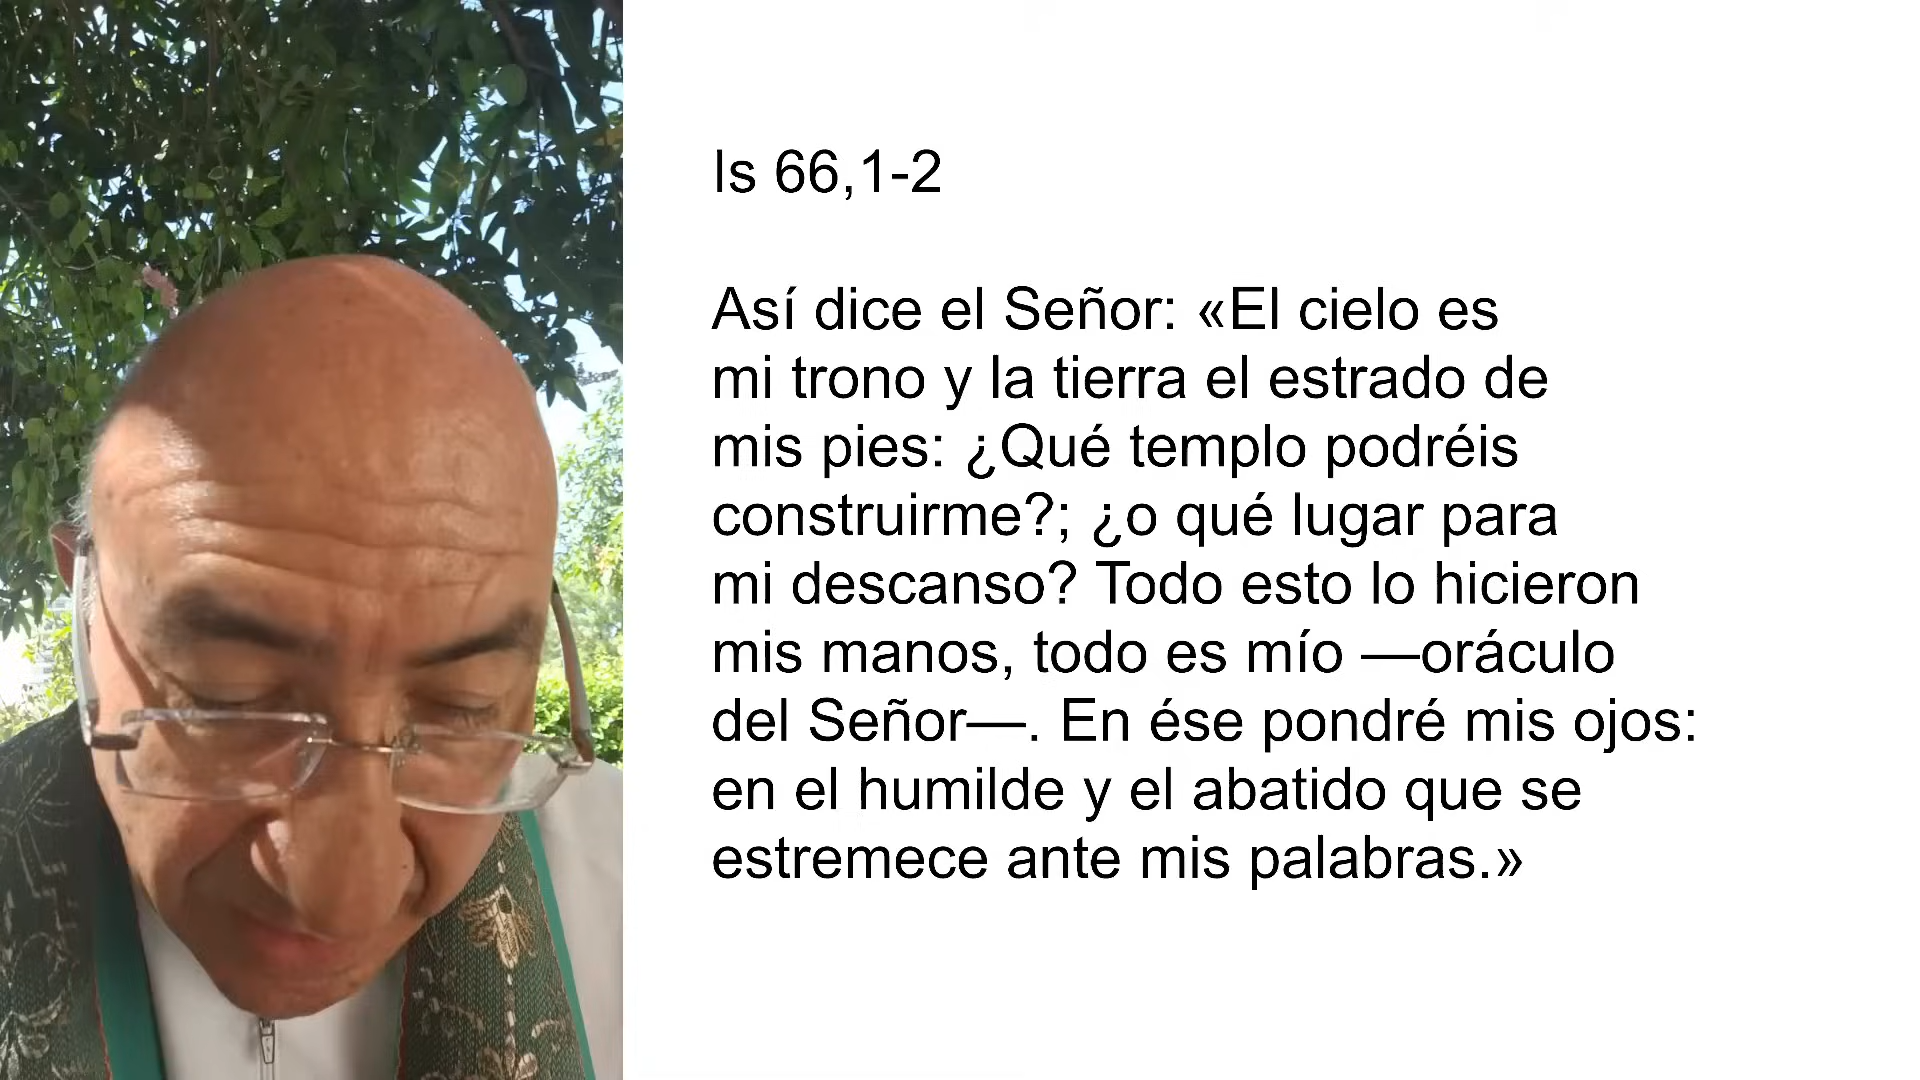 Is 66,1-2
Así dice el Señor: «El cielo es
mi trono y la tierra el estrado de
mis pies: ¿Qué templo podréis
construirme?; ¿o qué lugar para
mi descanso? Todo esto lo hicieron
mis manos, todo es mío —oráculo
del Señor—. En ése pondré mis ojos:
en el humilde y el abatido que se
estremece ante mis palabras.»